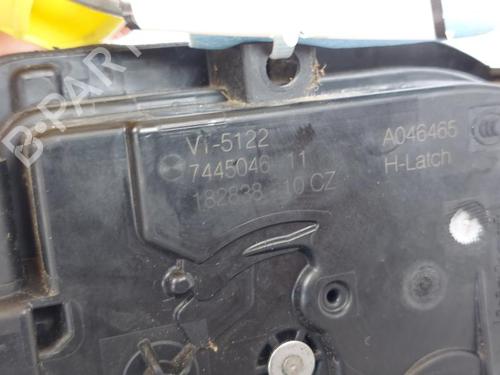 VI-5122
7445046 11
182838 10 CZ
A046465
H-Latch
B-PARTS